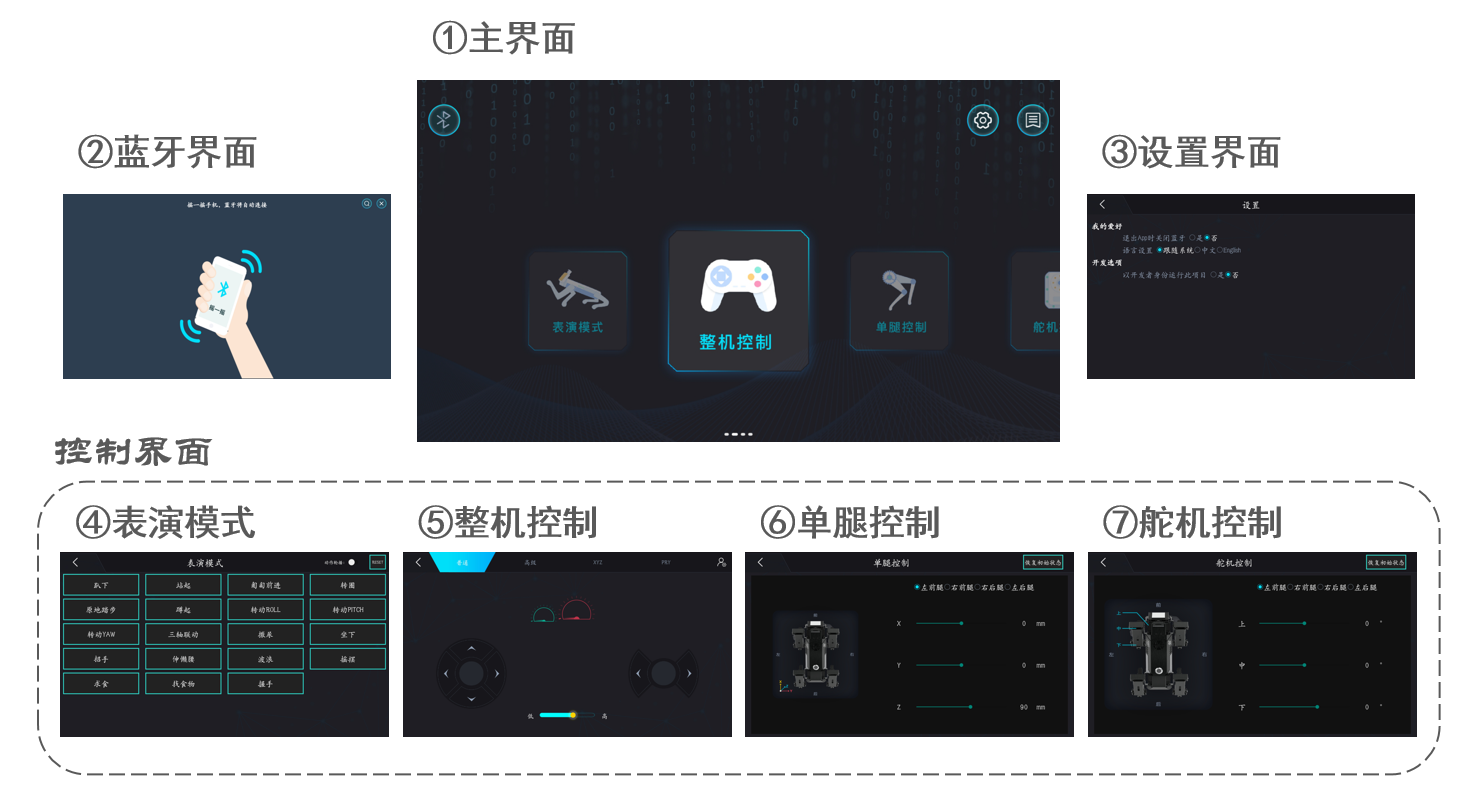 ①主界面
②蓝牙界面
摇一摇手机、蓝牙将自动连接
摇一摇
表演模式
整机控制
单腿控制
舵机
③设置界面
设置
我的爱好
退出App时关闭蓝牙 是 否
语言设置 跟随系统 中文 English
开发选项
以开发者身份运行此项目 是 否
控制界面
④表演模式
表演模式
RESET
趴下 站起 匍匐前进 转圈
原地踏步 蹲起 转动ROLL 转动PITCH
转动YAW 三轴联动 撒尿 坐下
招手 伸懒腰 波浪 摇摆
求食 找食物 握手
⑤整机控制
普通 高级 XYZ PRY
低 高
⑥单腿控制
单腿控制
恢复初始状态
左前腿 右前腿 右后腿 左后腿
前
左 右
后
X 0 mm
Y 0 mm
Z 90 mm
⑦舵机控制
舵机控制
恢复初始状态
左前腿 右前腿 右后腿 左后腿
前
上
中
下
左 右
后
上 0 °
中 0 °
下 0 °